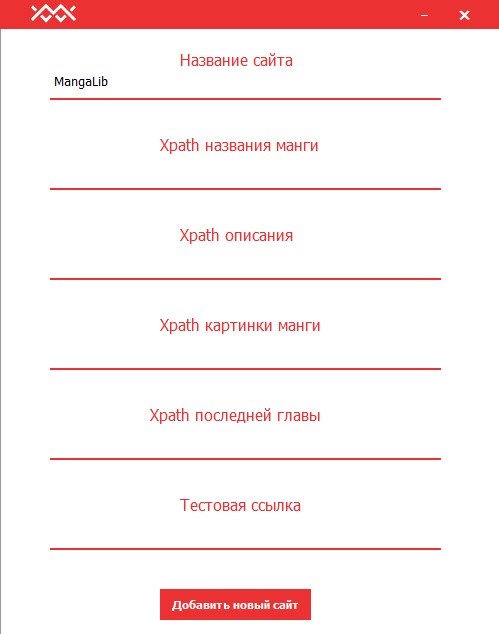 Название сайта
MangaLib
Xpath названия манги
Xpath описания
Xpath картинки манги
Xpath последней главы
Тестовая ссылка
Добавить новый сайт